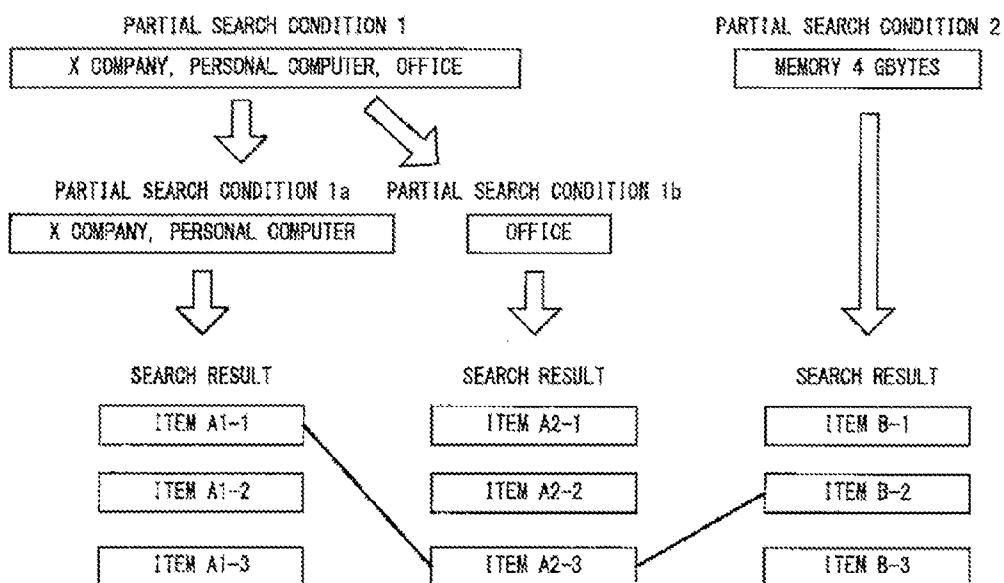 PARTIAL SEARCH CONDITION 1
PARTIAL SEARCH CONDITION 2
X COMPANY, PERSONAL COMPUTER, OFFICE
MEMORY 4 GBYTES
PARTIAL SEARCH CONDITION 1a
PARTIAL SEARCH CONDITION 1b
X COMPANY, PERSONAL COMPUTER
OFFICE
SEARCH RESULT
SEARCH RESULT
SEARCH RESULT
ITEM A1-1
ITEM A2-1
ITEM B-1
ITEM A1-2
ITEM A2-2
ITEM B-2
ITEM A1-3
ITEM A2-3
ITEM B-3